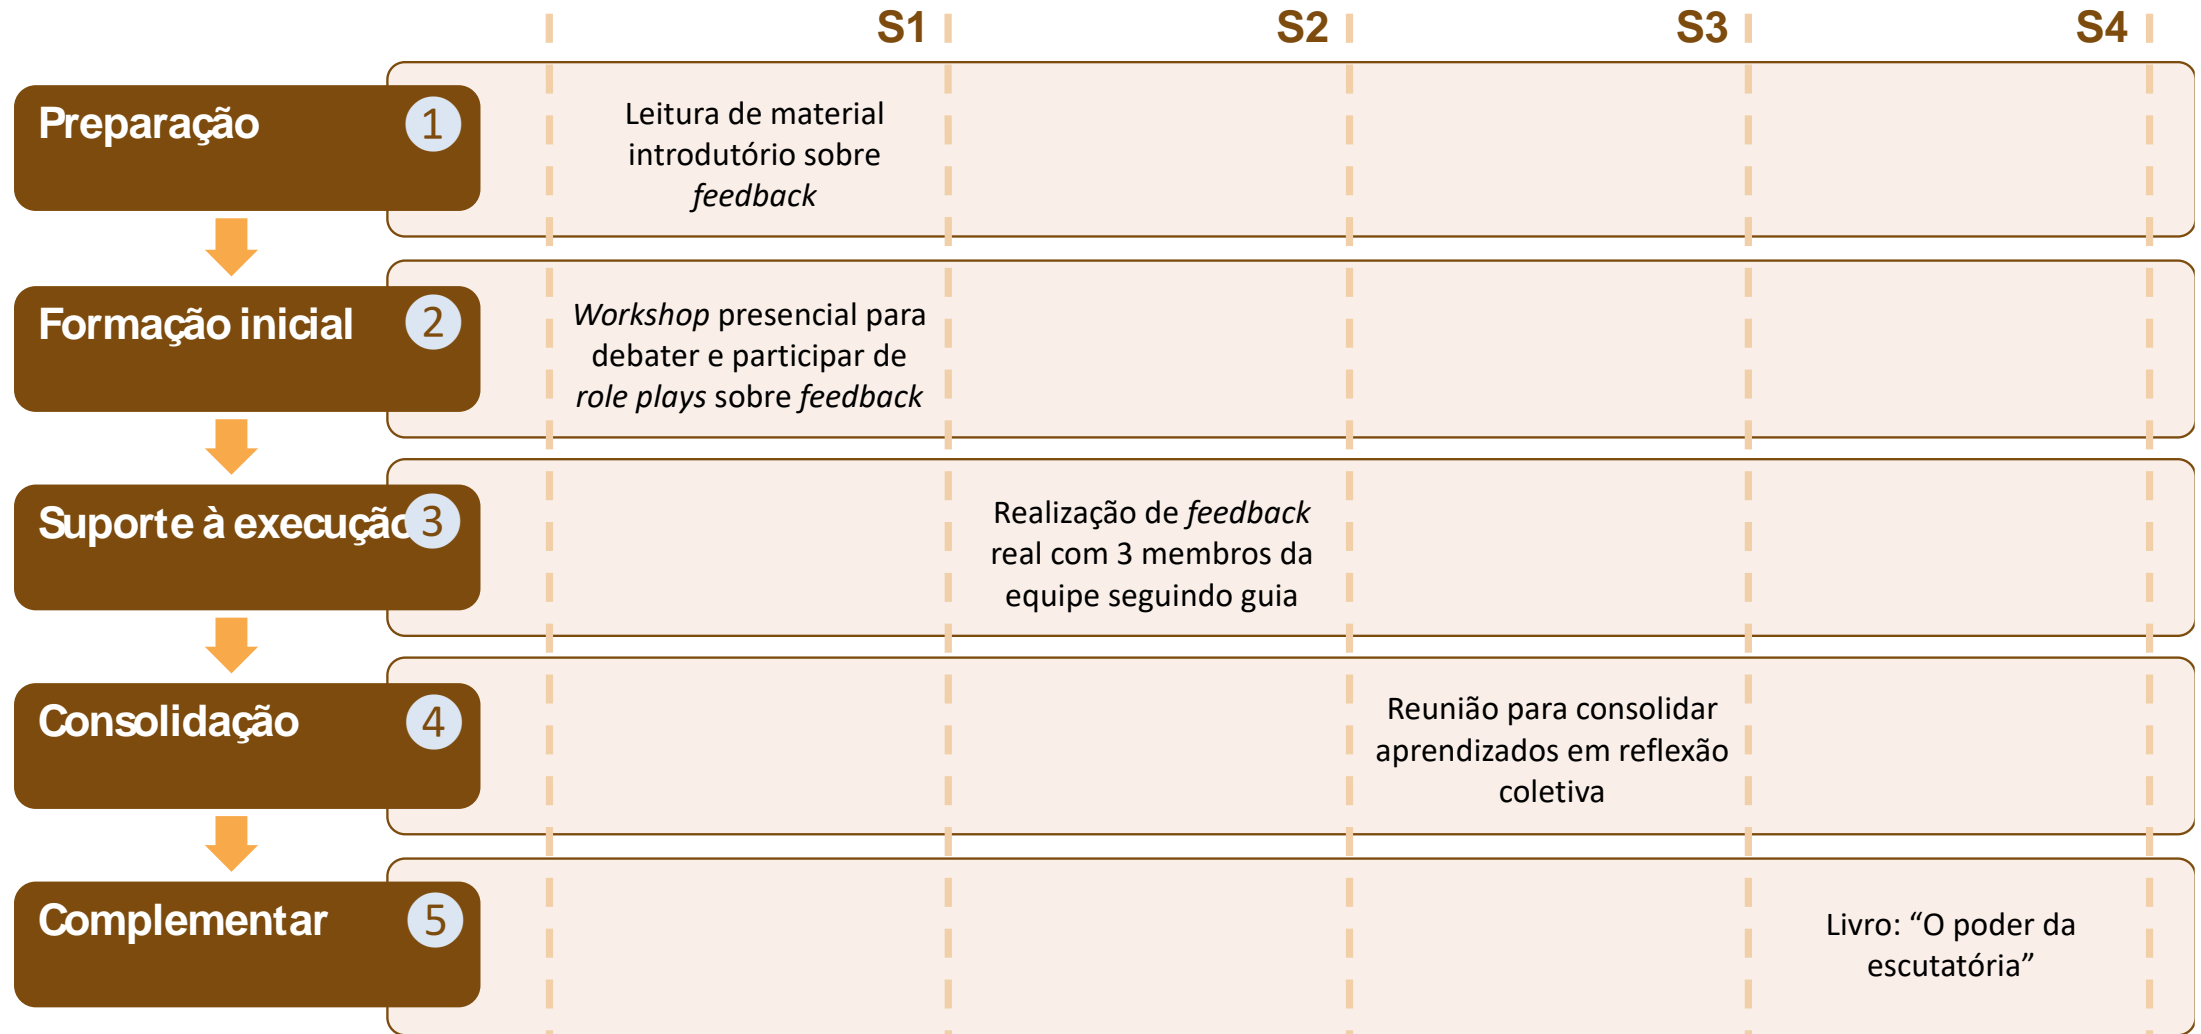 S1
S2
S3
S4
Preparação
1
Leitura de material
introdutório sobre
feedback
Formação inicial
2
Workshop presencial para
debater e participar de
role plays sobre feedback
Suporte à execução
3
Realização de feedback
real com 3 membros da
equipe seguindo guia
Consolidação
4
Reunião para consolidar
aprendizados em reflexão
coletiva
Complementar
5
Livro: “O poder da
escutatória”